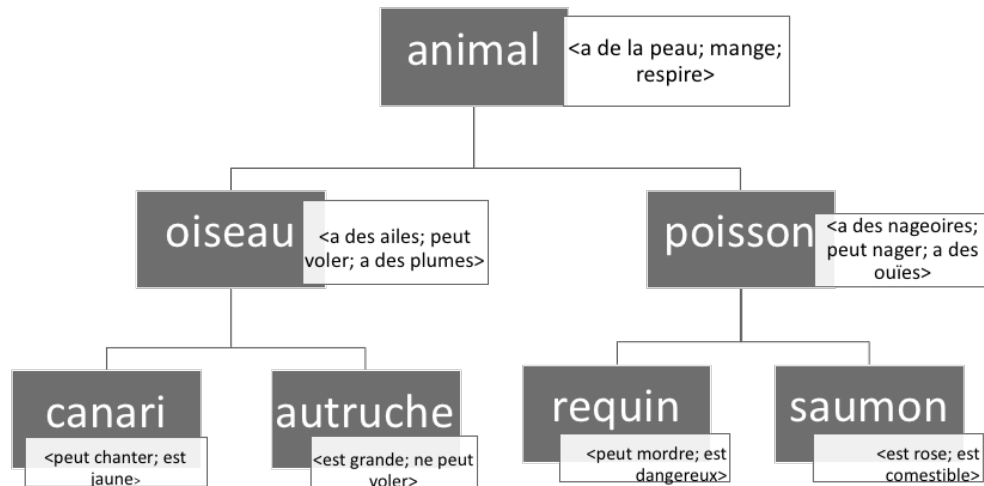 animal
<a de la peau; mange;
respire>
oiseau
<a des ailes; peut
voler; a des plumes>
poisson
<a des nageoires;
peut nager; a des
ouïes>
canari
<peut chanter; est
jaune>
autruche
<est grande; ne peut
voler>
requin
<peut mordre; est
dangereux>
saumon
<est rose; est
comestible>